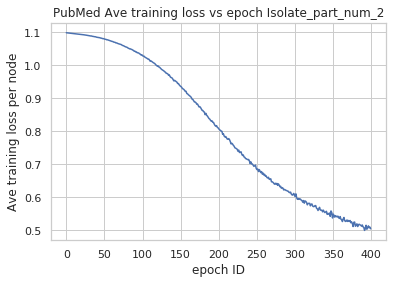 PubMed Ave training loss vs epoch Isolate_part_num_2
Ave training loss per node
1.1
1.0
0.9
0.8
0.7
0.6
0.5
0 50 100 150 200 250 300 350 400
epoch ID